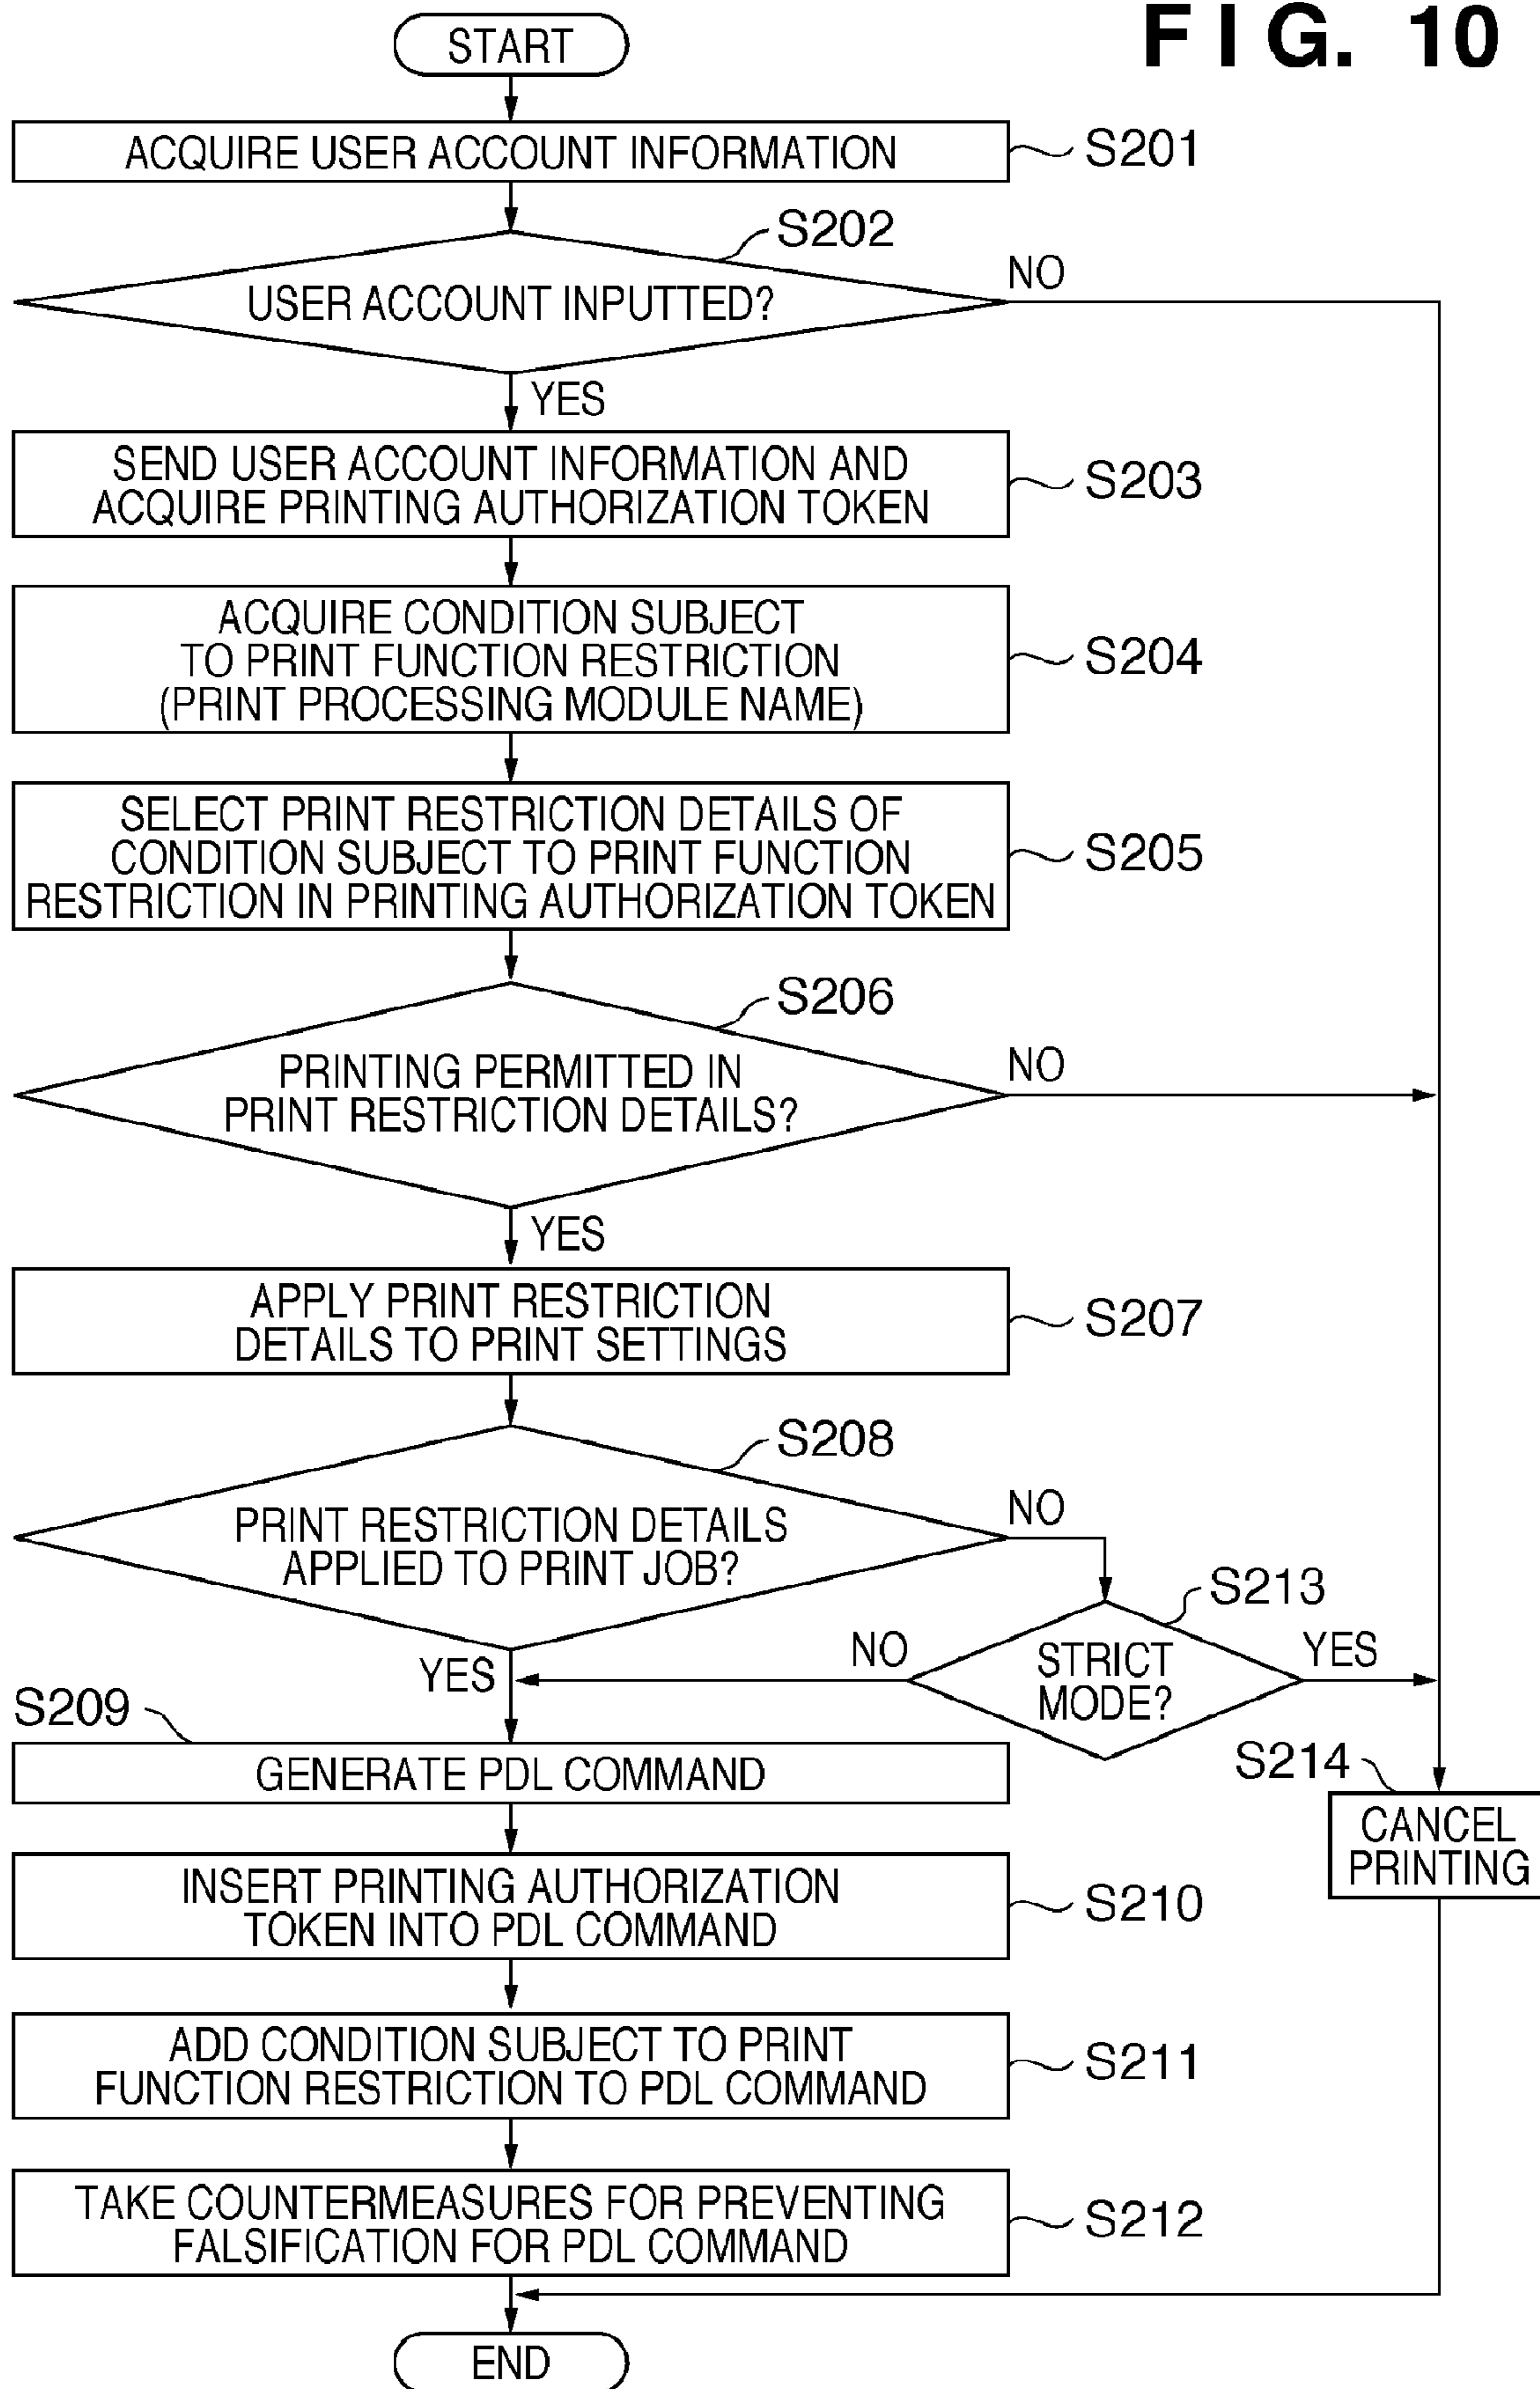 FIG. 10
START
ACQUIRE USER ACCOUNT INFORMATION
S201
S202
USER ACCOUNT INPUTTED?
NO
YES
SEND USER ACCOUNT INFORMATION AND
ACQUIRE PRINTING AUTHORIZATION TOKEN
S203
ACQUIRE CONDITION SUBJECT
TO PRINT FUNCTION RESTRICTION
(PRINT PROCESSING MODULE NAME)
S204
SELECT PRINT RESTRICTION DETAILS OF
CONDITION SUBJECT TO PRINT FUNCTION
RESTRICTION IN PRINTING AUTHORIZATION TOKEN
S205
S206
PRINTING PERMITTED IN
PRINT RESTRICTION DETAILS?
NO
YES
APPLY PRINT RESTRICTION
DETAILS TO PRINT SETTINGS
S207
S208
PRINT RESTRICTION DETAILS
APPLIED TO PRINT JOB?
NO
YES
S213
STRICT
MODE?
NO
YES
S209
GENERATE PDL COMMAND
S214
CANCEL
PRINTING
INSERT PRINTING AUTHORIZATION
TOKEN INTO PDL COMMAND
S210
ADD CONDITION SUBJECT TO PRINT
FUNCTION RESTRICTION TO PDL COMMAND
S211
TAKE COUNTERMEASURES FOR PREVENTING
FALSIFICATION FOR PDL COMMAND
S212
END